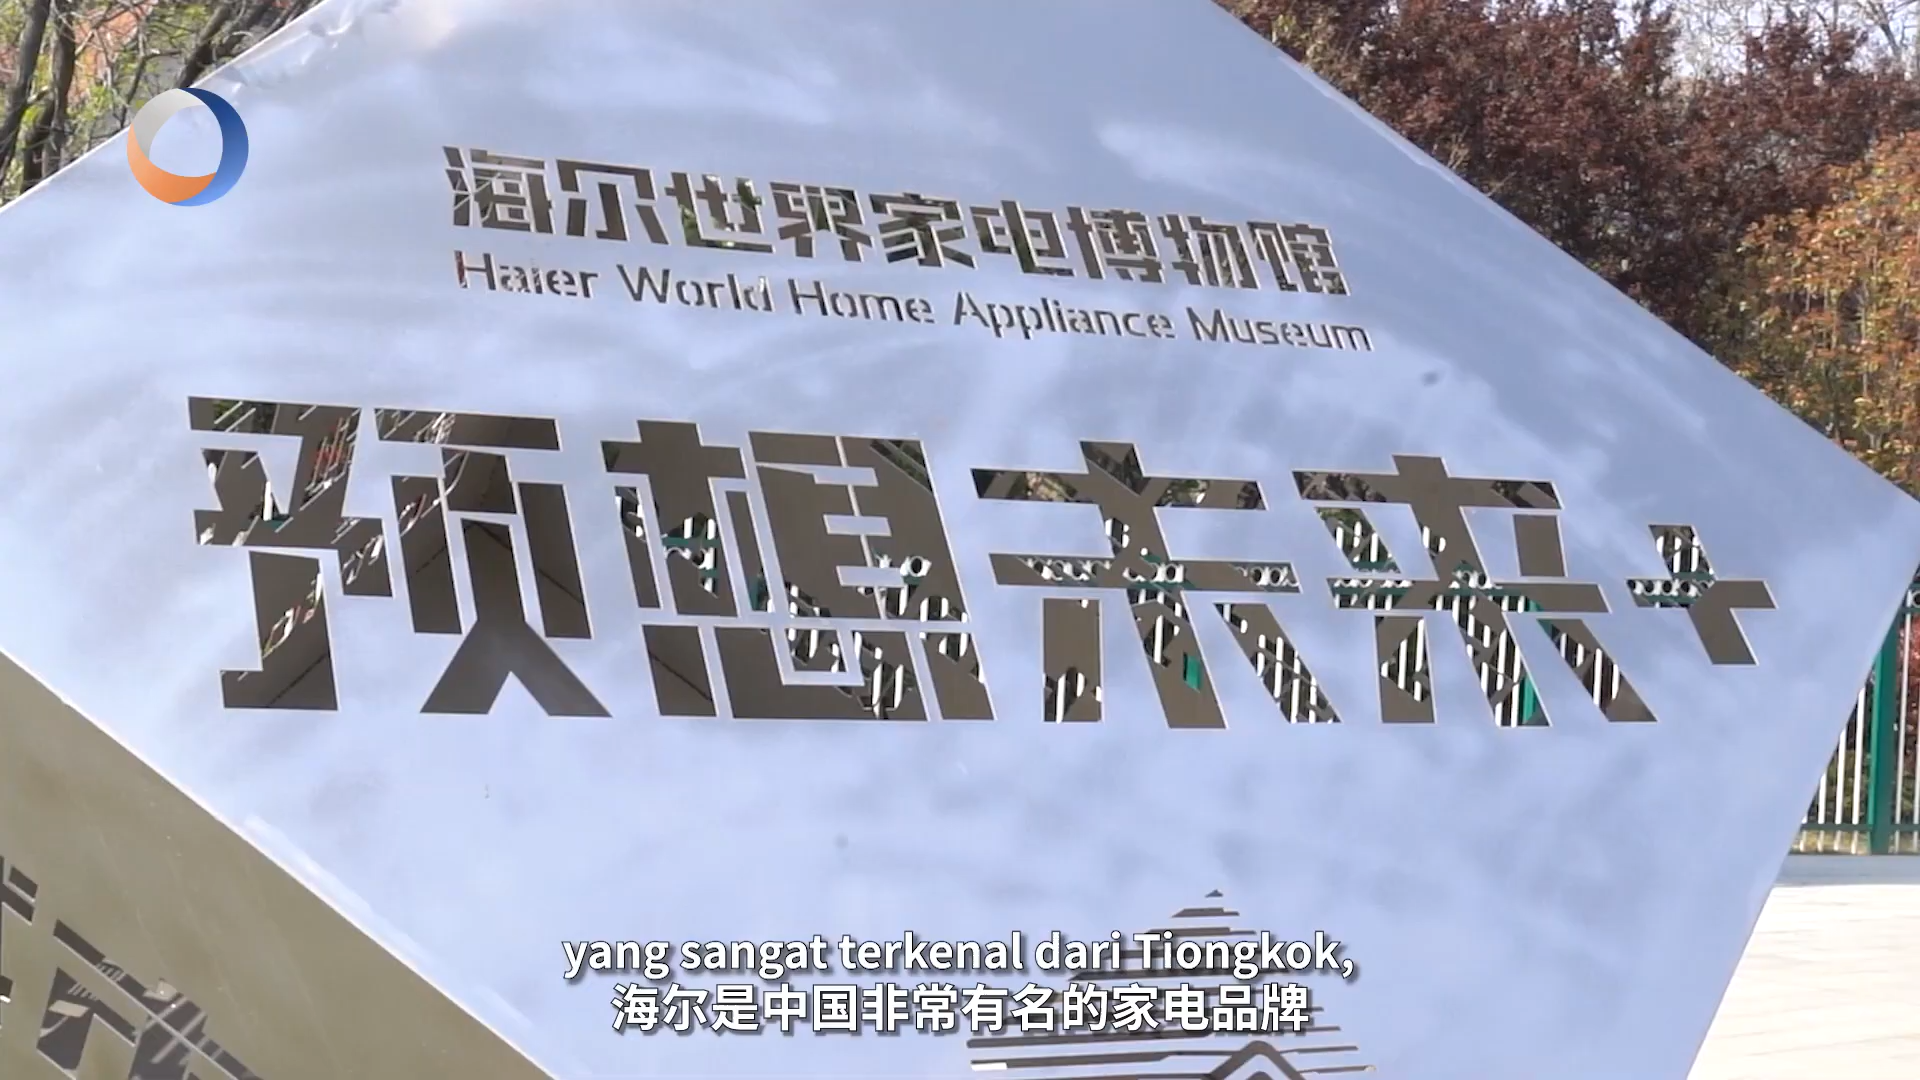 海尔世界家电博物馆
Haier World Home Appliance Museum
预想未来+
yang sangat terkenal dari Tiongkok,
海尔是中国非常有名的家电品牌